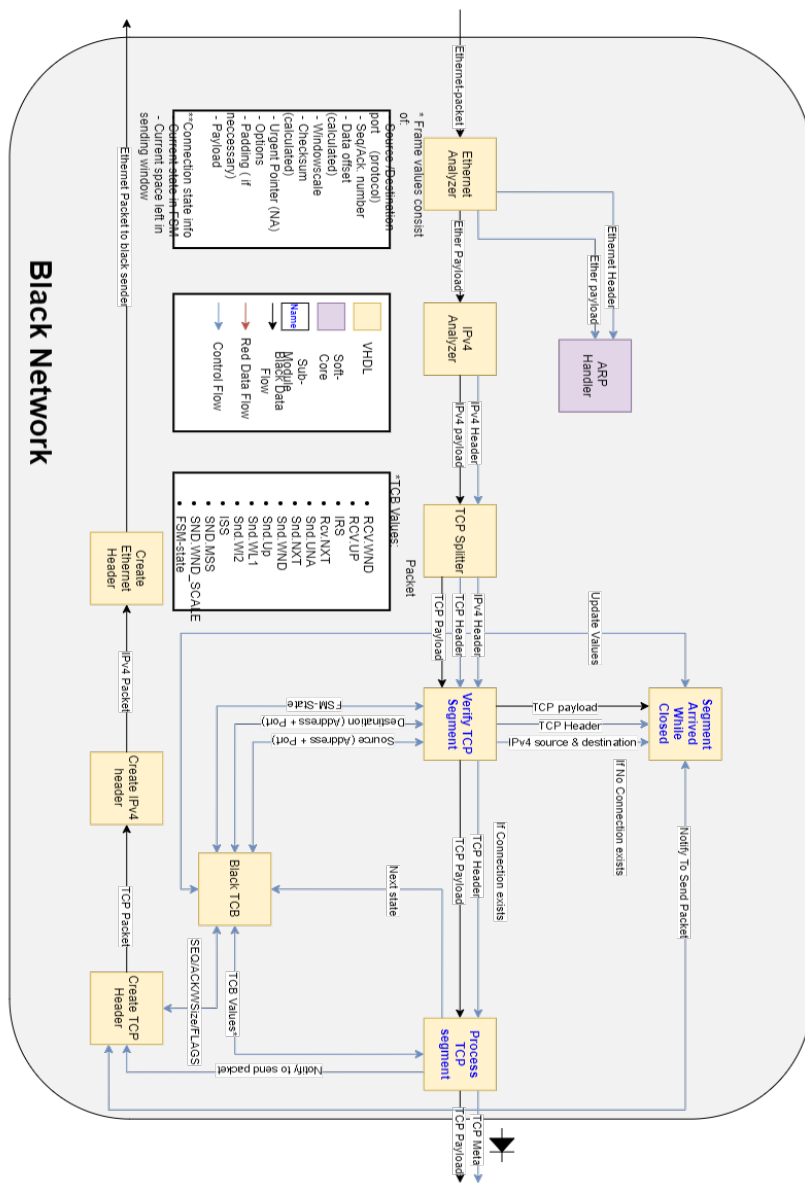 Ethernet-packet
Ethernet
Analyzer
Ethernet Header
Ether payload
ARP
Handler
Ether Payload
IPv4
Analyzer
IPv4 Header
IPv4 payload
TCP Splitter
IPv4 Header
TCP Header
TCP Payload
Verify TCP
Segment
TCP payload
TCP Header
IPv4 source & destination
Segment
Arrived
While
Closed
Update Values
If No Connection exists
Notify To Send Packet
If Connection exists
TCP Header
TCP Payload
Process
TCP
segment
TCP Meta
TCP Payload
FSM-State
Destination (Address + Port)
Source (Address + Port)
Black TCB
Next state
TCB Values*
SEQ/ACK/WSize/FLAGS
Notify to send packet
Create TCP
Header
TCP Packet
Create IPv4
header
IPv4 Packet
Create
Ethernet
Header
Ethernet Packet to black sender
* Frame values consist
of:
- Source /Destination
port (protocol)
- Seq/Ack. number
- Data offset
(calculated)
- Windowscale
- Checksum
(calculated)
- Urgent Pointer (NA)
- Options
- Padding ( if
neccessary)
- Payload
**Connection state info
- Current state in FSM
- Current space left in
sending window
VHDL
Soft-
Core
Name
Sub-
Module
Black Data
Flow
Red Data Flow
Control Flow
*TCB Values:
Packet
• RCV.WND
• RCV.UP
• IRS
• Rcv.NXT
• Snd.UNA
• Snd.NXT
• Snd.WND
• Snd.Up
• Snd.WL1
• Snd.Wl2
• ISS
• SND.MSS
• SND.WND_SCALE
• FSM-state
Black Network